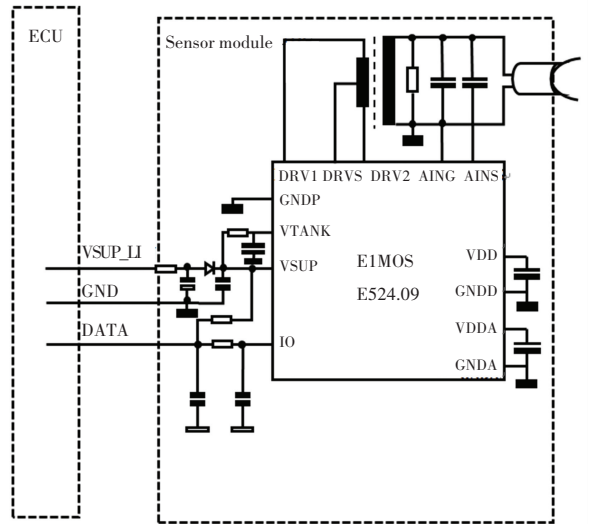 ECU
Sensor module
DRV1 DRVS DRV2 AING AINS
GNDP
VTANK
VSUP_LI
VSUP
E1MOS
VDD
GND
E524.09
GNDD
DATA
VDDA
IO
GNDA